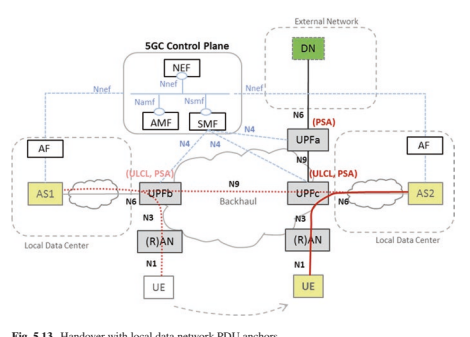 External Network
5GC Control Plane
DN
NEF
Nnef
Nnef
Nnef
Namf
Nsmf
N6
AMF
SMF
(PSA)
N4
N4
N4
UPFa
AF
AF
N9
(ULCL, PSA)
(ULCL, PSA)
AS1
N6
UPFb
N9
UPFc
N6
AS2
Backhaul
N3
N3
Local Data Center
(R)AN
(R)AN
Local Data Center
N1
N1
UE
UE
Fig. 5.13 Handover with local data network PDU anchors